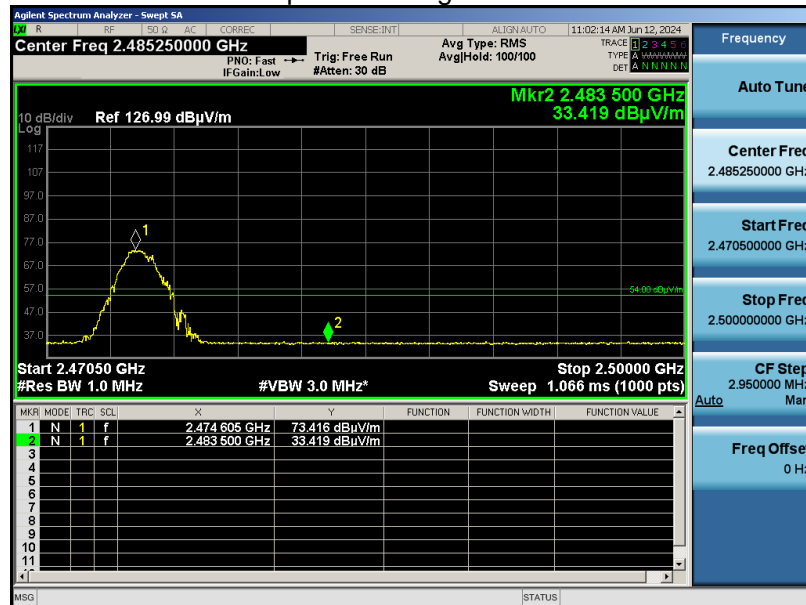 Agilent Spectrum Analyzer - Swept SA
LXI R RF 50 Ω AC CORREC SENSE:INT ALIGN AUTO 11:02:14 AM Jun 12, 2024
Center Freq 2.485250000 GHz
PNO: Fast
IFGain:Low
Trig: Free Run
#Atten: 30 dB
Avg Type: RMS
Avg|Hold: 100/100
TRACE 1 2 3 4 5 6
TYPE A WWWWW
DET A N N N N N
Mkr2 2.483 500 GHz
33.419 dBµV/m
10 dB/div Ref 126.99 dBµV/m
Log
117
107
97.0
87.0
77.0
67.0
57.0
47.0
37.0
1
2
54.00 dBµV/m
Start 2.47050 GHz Stop 2.50000 GHz
#Res BW 1.0 MHz #VBW 3.0 MHz* Sweep 1.066 ms (1000 pts)
MKR MODE TRC SCL X Y FUNCTION FUNCTION WIDTH FUNCTION VALUE
1 N 1 f 2.474 605 GHz 73.416 dBµV/m
2 N 1 f 2.483 500 GHz 33.419 dBµV/m
3
4
5
6
7
8
9
10
11
MSG STATUS
Frequency
Auto Tune
Center Freq
2.485250000 GHz
Start Freq
2.470500000 GHz
Stop Freq
2.500000000 GHz
CF Step
2.950000 MHz
Auto Man
Freq Offset
0 Hz